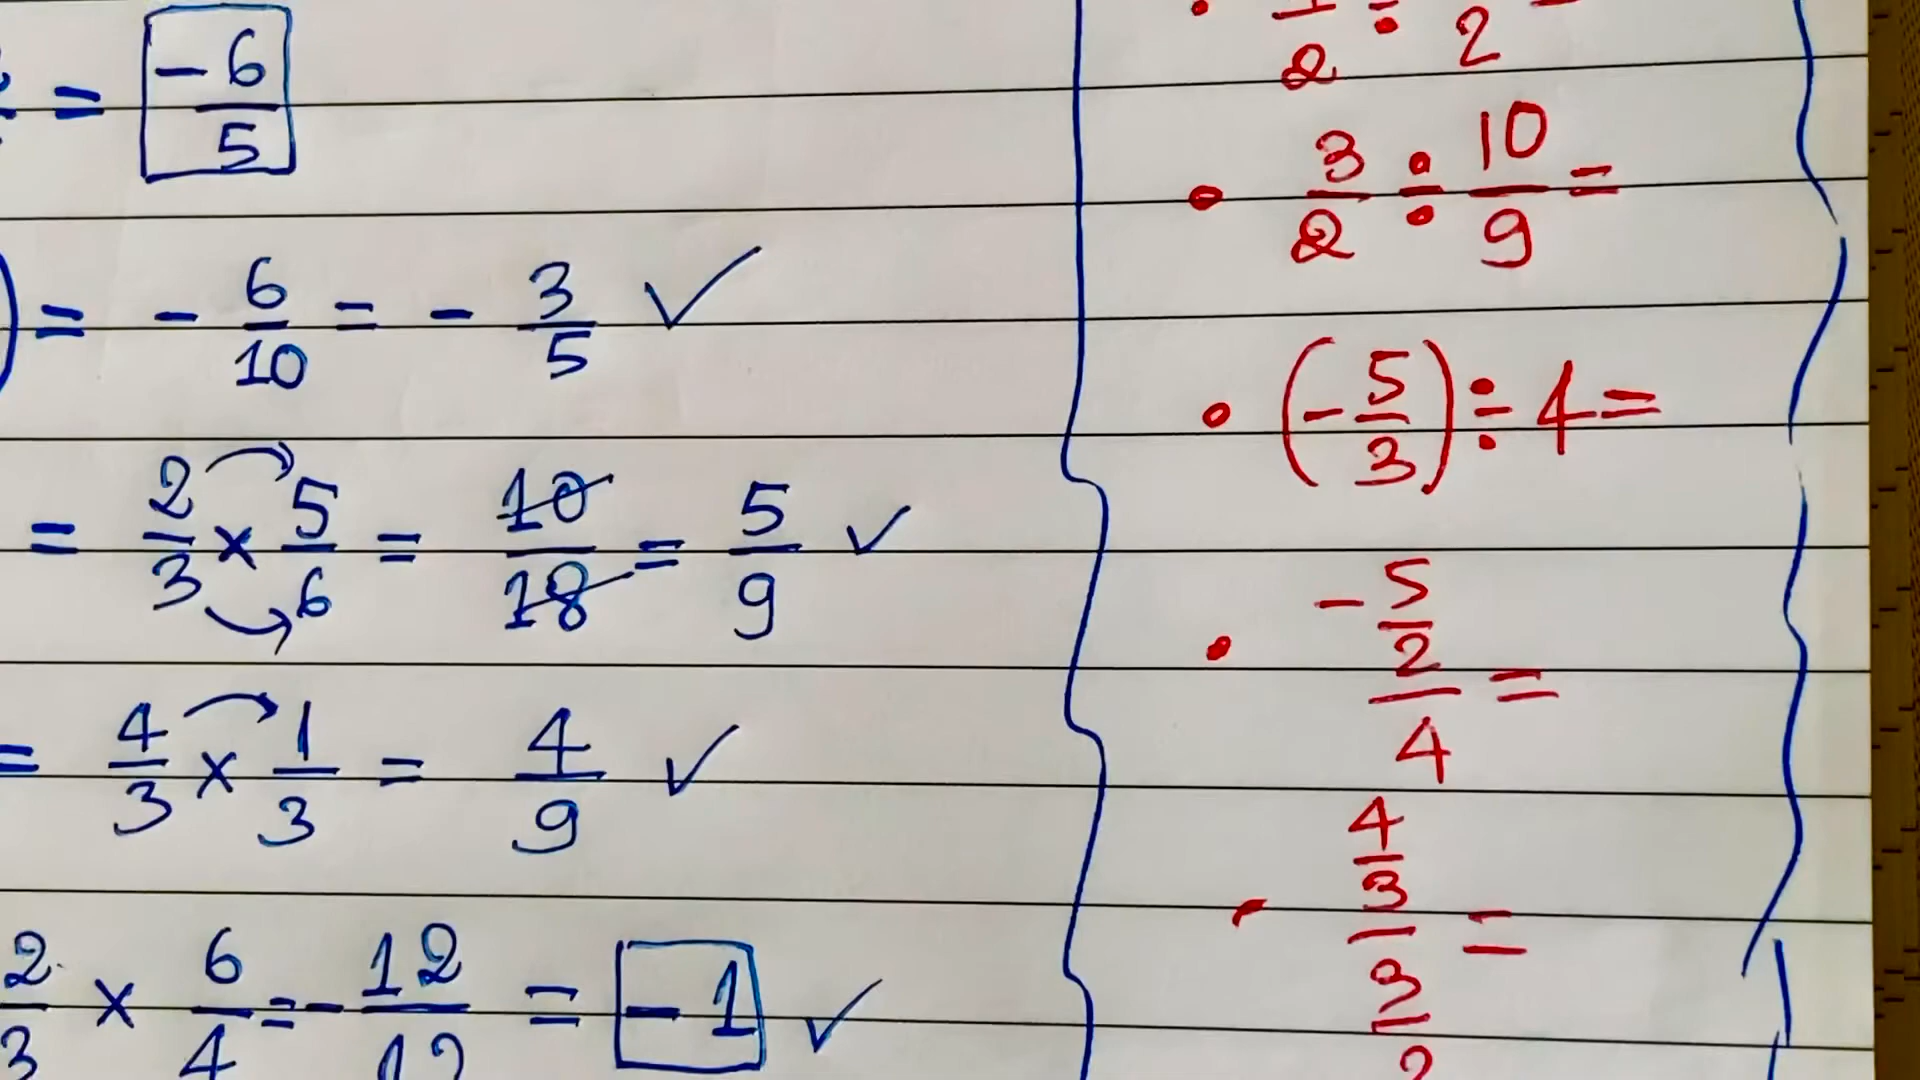 = -6/5
) = - 6/10 = - 3/5 ✓
= 2/3 × 5/6 = 10/18 = 5/9 ✓
= 4/3 × 1/3 = 4/9 ✓
2/3 × 6/4 = - 12/12 = -1 ✓
• 1/2 ÷ /2
• 3/2 ÷ 10/9 =
• (-5/3) ÷ 4 =
• (-5/2)/4 =
• (4/3)/(2/2) =